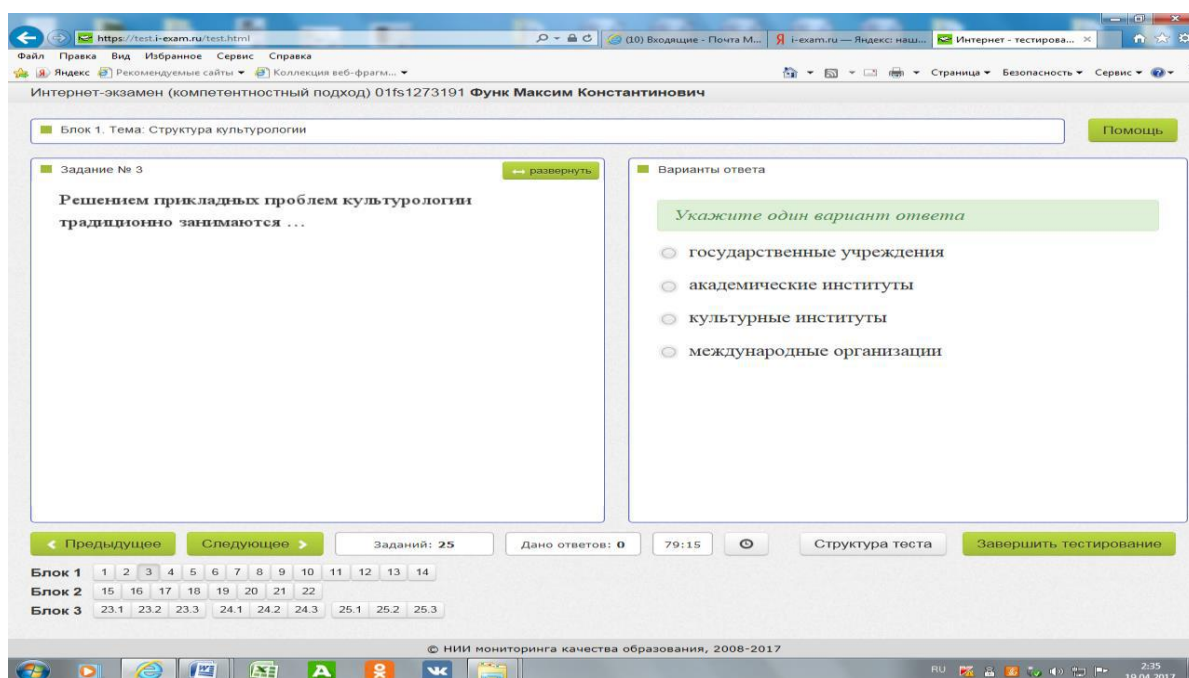 https://test.i-exam.ru/test.html
(10) Входящие - Почта М...
i-exam.ru — Яндекс: наш...
Интернет - тестирова...
Файл Правка Вид Избранное Сервис Справка
Яндекс Рекомендуемые сайты Коллекция веб-фрагм...
Страница Безопасность Сервис
Интернет-экзамен (компетентностный подход) 01fs1273191 Функ Максим Константинович
Блок 1. Тема: Структура культурологии
Помощь
Задание № 3
развернуть
Решением прикладных проблем культурологии
традиционно занимаются ...
Варианты ответа
Укажите один вариант ответа
государственные учреждения
академические институты
культурные институты
международные организации
Предыдущее
Следующее
Заданий: 25
Дано ответов: 0
79:15
Структура теста
Завершить тестирование
Блок 1 1 2 3 4 5 6 7 8 9 10 11 12 13 14
Блок 2 15 16 17 18 19 20 21 22
Блок 3 23.1 23.2 23.3 24.1 24.2 24.3 25.1 25.2 25.3
© НИИ мониторинга качества образования, 2008-2017
RU
2:35
19.04.2017